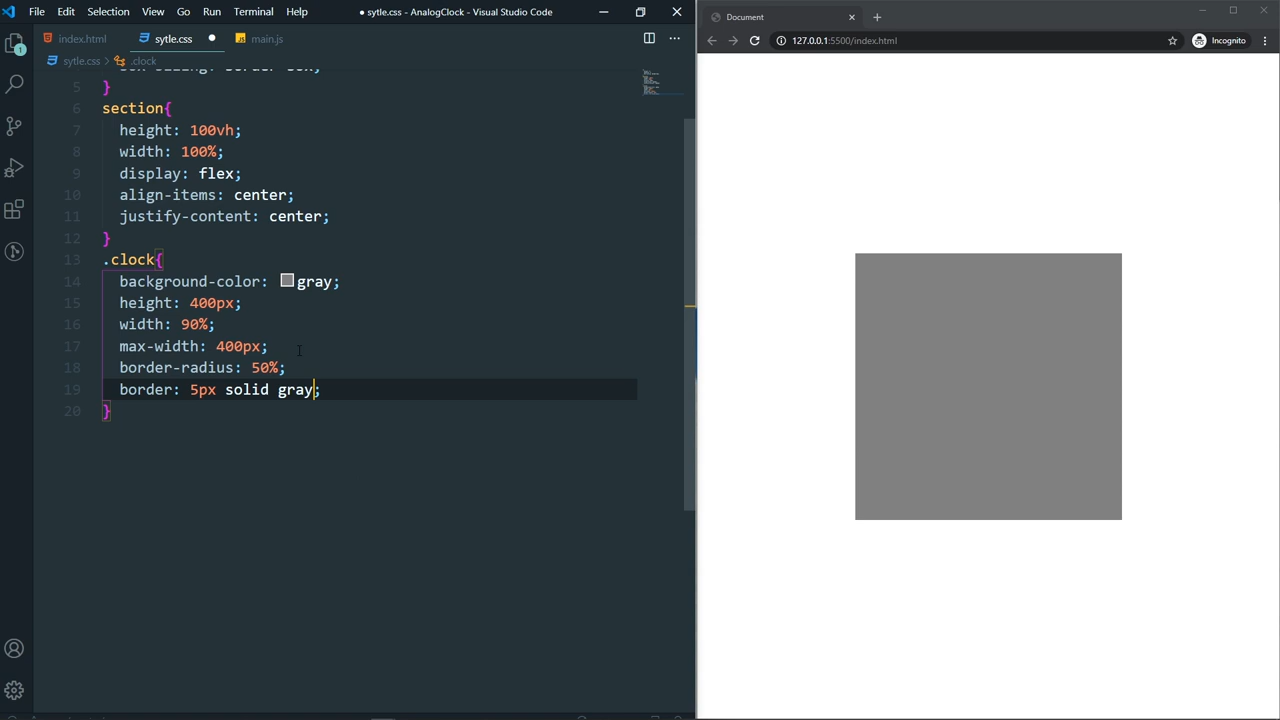 File Edit Selection View Go Run Terminal Help
● sytle.css - AnalogClock - Visual Studio Code
index.html sytle.css main.js
sytle.css > .clock
5 }
6 section{
7 height: 100vh;
8 width: 100%;
9 display: flex;
10 align-items: center;
11 justify-content: center;
12 }
13 .clock{
14 background-color: gray;
15 height: 400px;
16 width: 90%;
17 max-width: 400px;
18 border-radius: 50%;
19 border: 5px solid gray;
20 }
Document
127.0.0.1:5500/index.html
Incognito